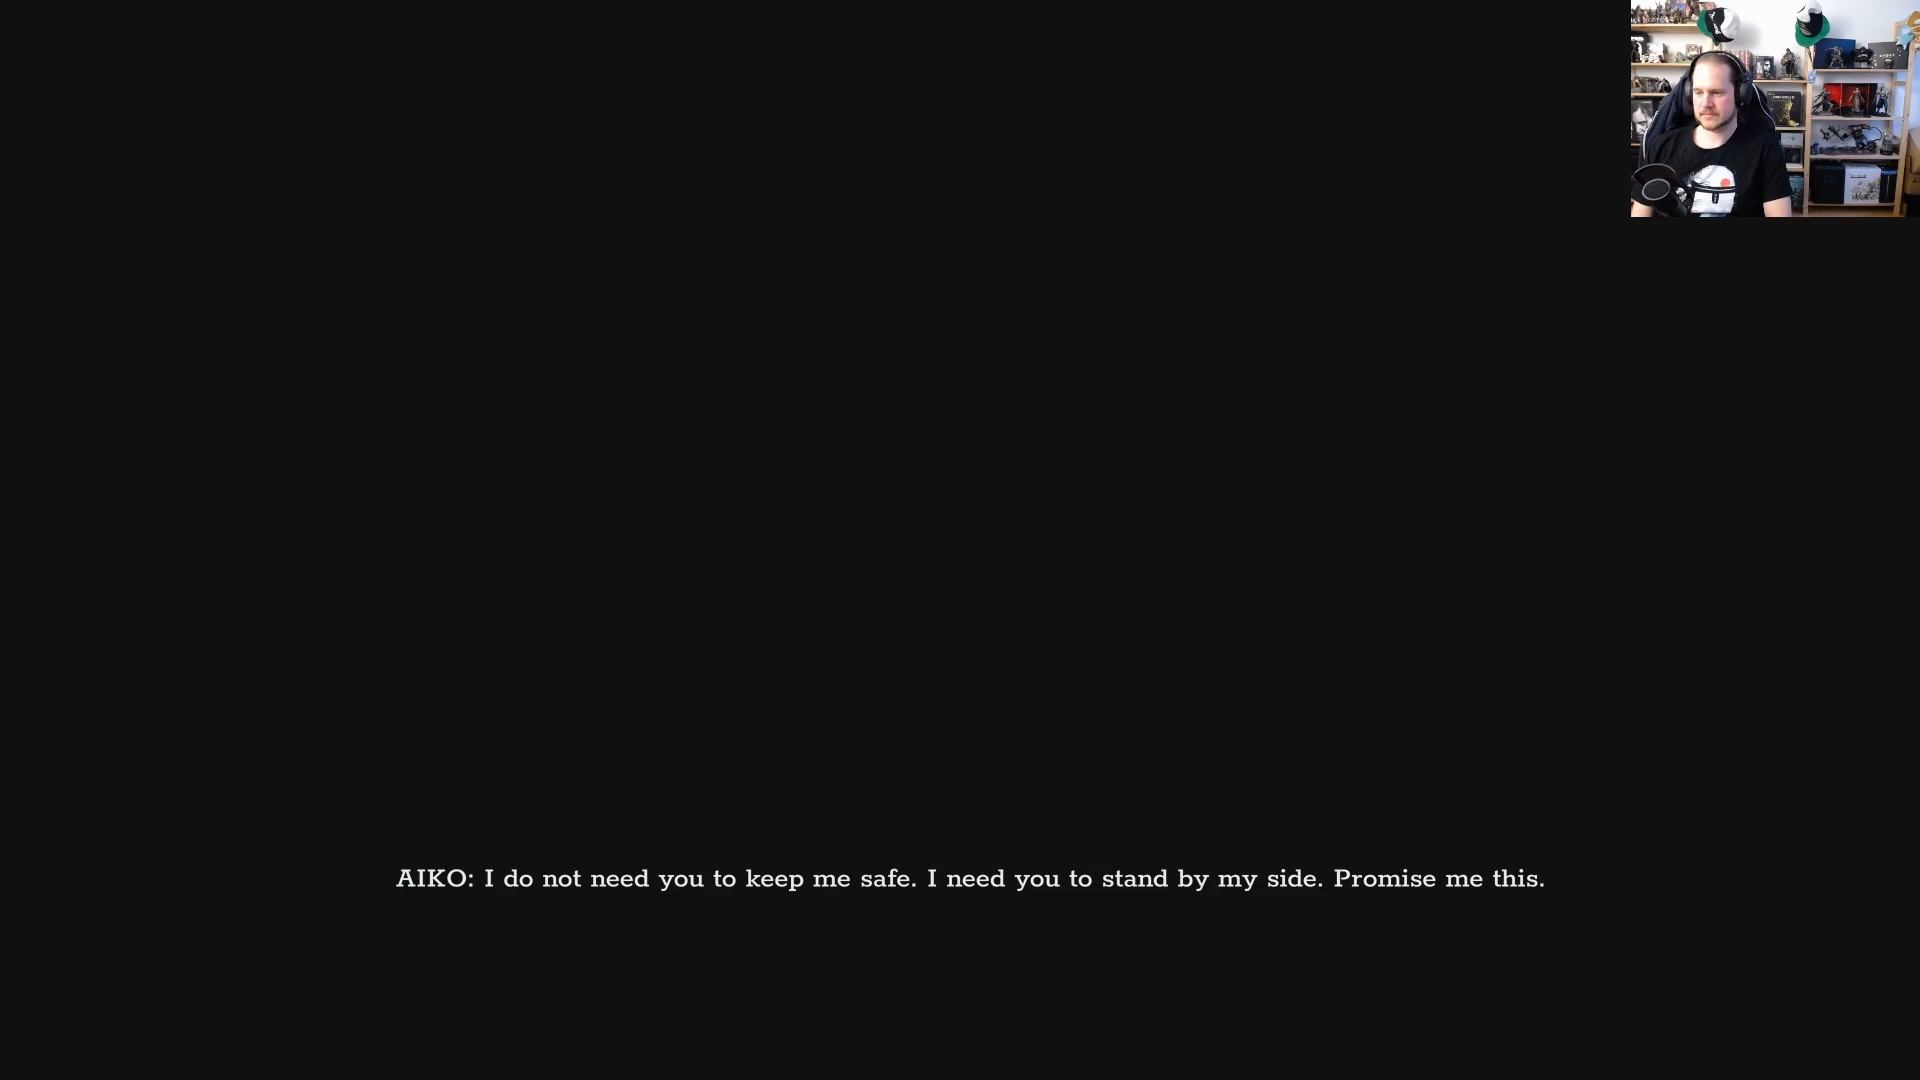 AIKO: I do not need you to keep me safe. I need you to stand by my side. Promise me this.